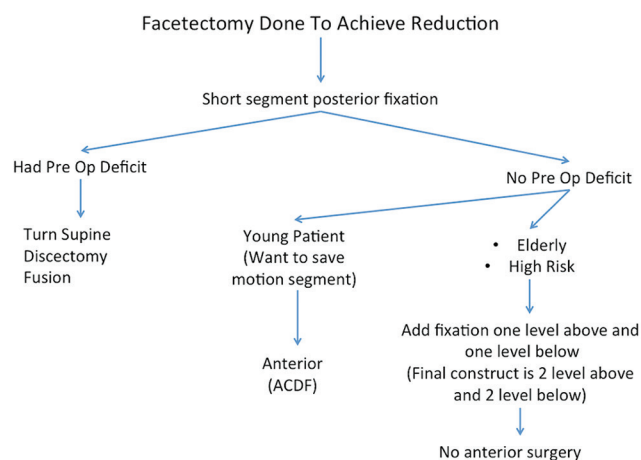 Facetectomy Done To Achieve Reduction
Short segment posterior fixation
Had Pre Op Deficit
No Pre Op Deficit
Turn Supine
Discectomy
Fusion
Young Patient
(Want to save
motion segment)
• Elderly
• High Risk
Anterior
(ACDF)
Add fixation one level above and
one level below
(Final construct is 2 level above
and 2 level below)
No anterior surgery